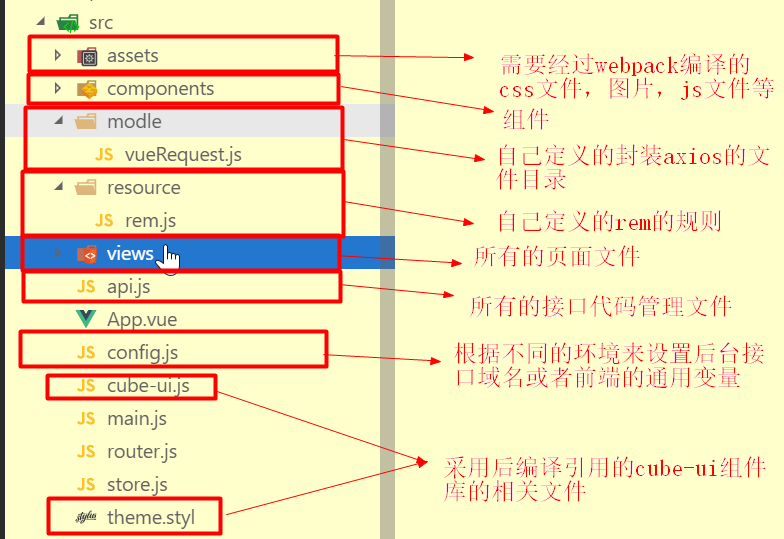 src
assets
components
modle
vueRequest.js
resource
rem.js
views
api.js
App.vue
config.js
cube-ui.js
main.js
router.js
store.js
theme.styl
需要经过webpack编译的
css文件，图片，js文件等
组件
自己定义的封装axios的文
件目录
自己定义的rem的规则
所有的页面文件
所有的接口代码管理文件
根据不同的环境来设置后台接
口域名或者前端的通用变量
采用后编译引用的cube-ui组件
库的相关文件